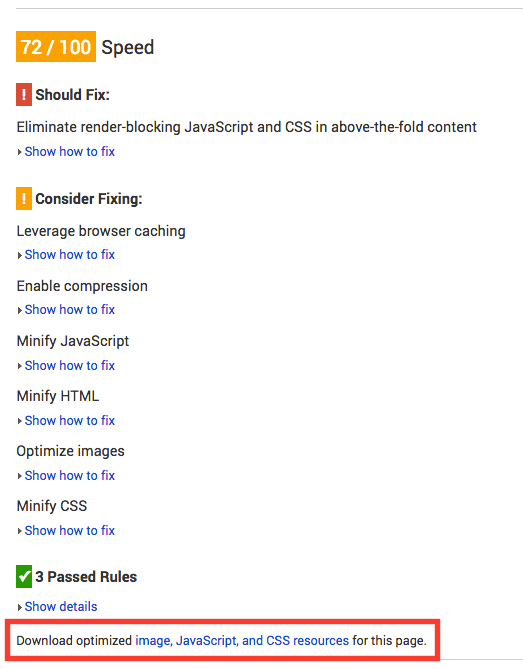 72 / 100 Speed
! Should Fix:
Eliminate render-blocking JavaScript and CSS in above-the-fold content
Show how to fix
! Consider Fixing:
Leverage browser caching
Show how to fix
Enable compression
Show how to fix
Minify JavaScript
Show how to fix
Minify HTML
Show how to fix
Optimize images
Show how to fix
Minify CSS
Show how to fix
✔ 3 Passed Rules
Show details
Download optimized image, JavaScript, and CSS resources for this page.